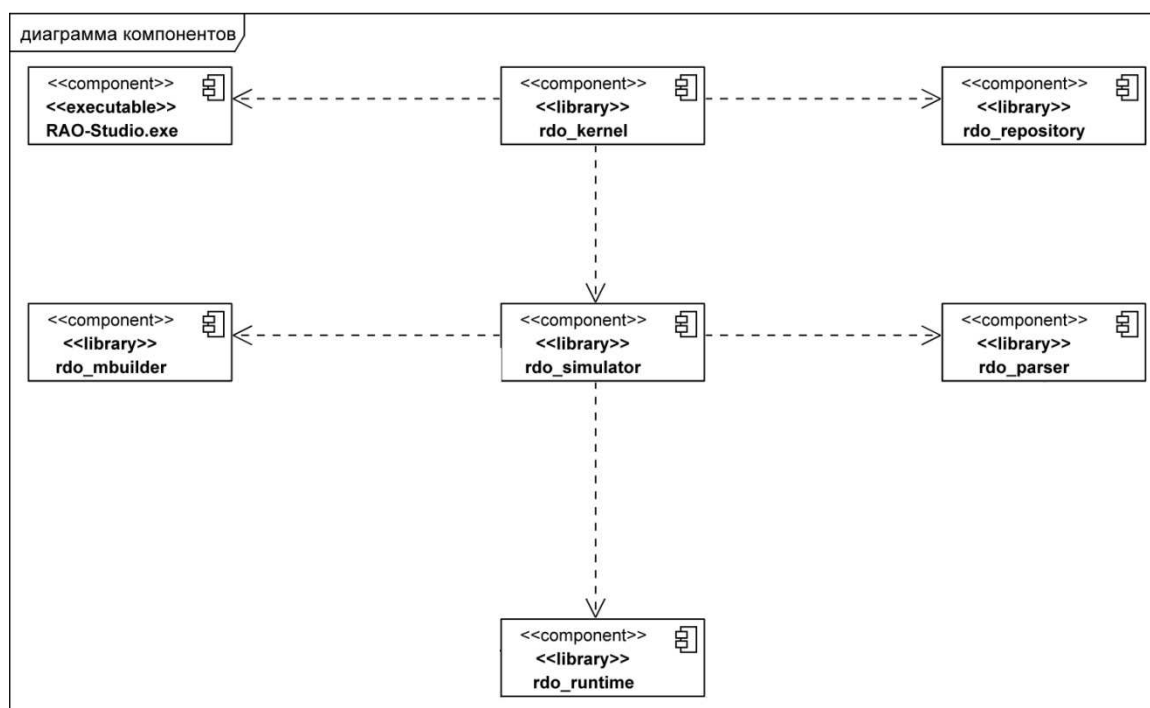 диаграмма компонентов
<<component>>
<<executable>>
RAO-Studio.exe
<<component>>
<<library>>
rdo_kernel
<<component>>
<<library>>
rdo_repository
<<component>>
<<library>>
rdo_mbuilder
<<component>>
<<library>>
rdo_simulator
<<component>>
<<library>>
rdo_parser
<<component>>
<<library>>
rdo_runtime